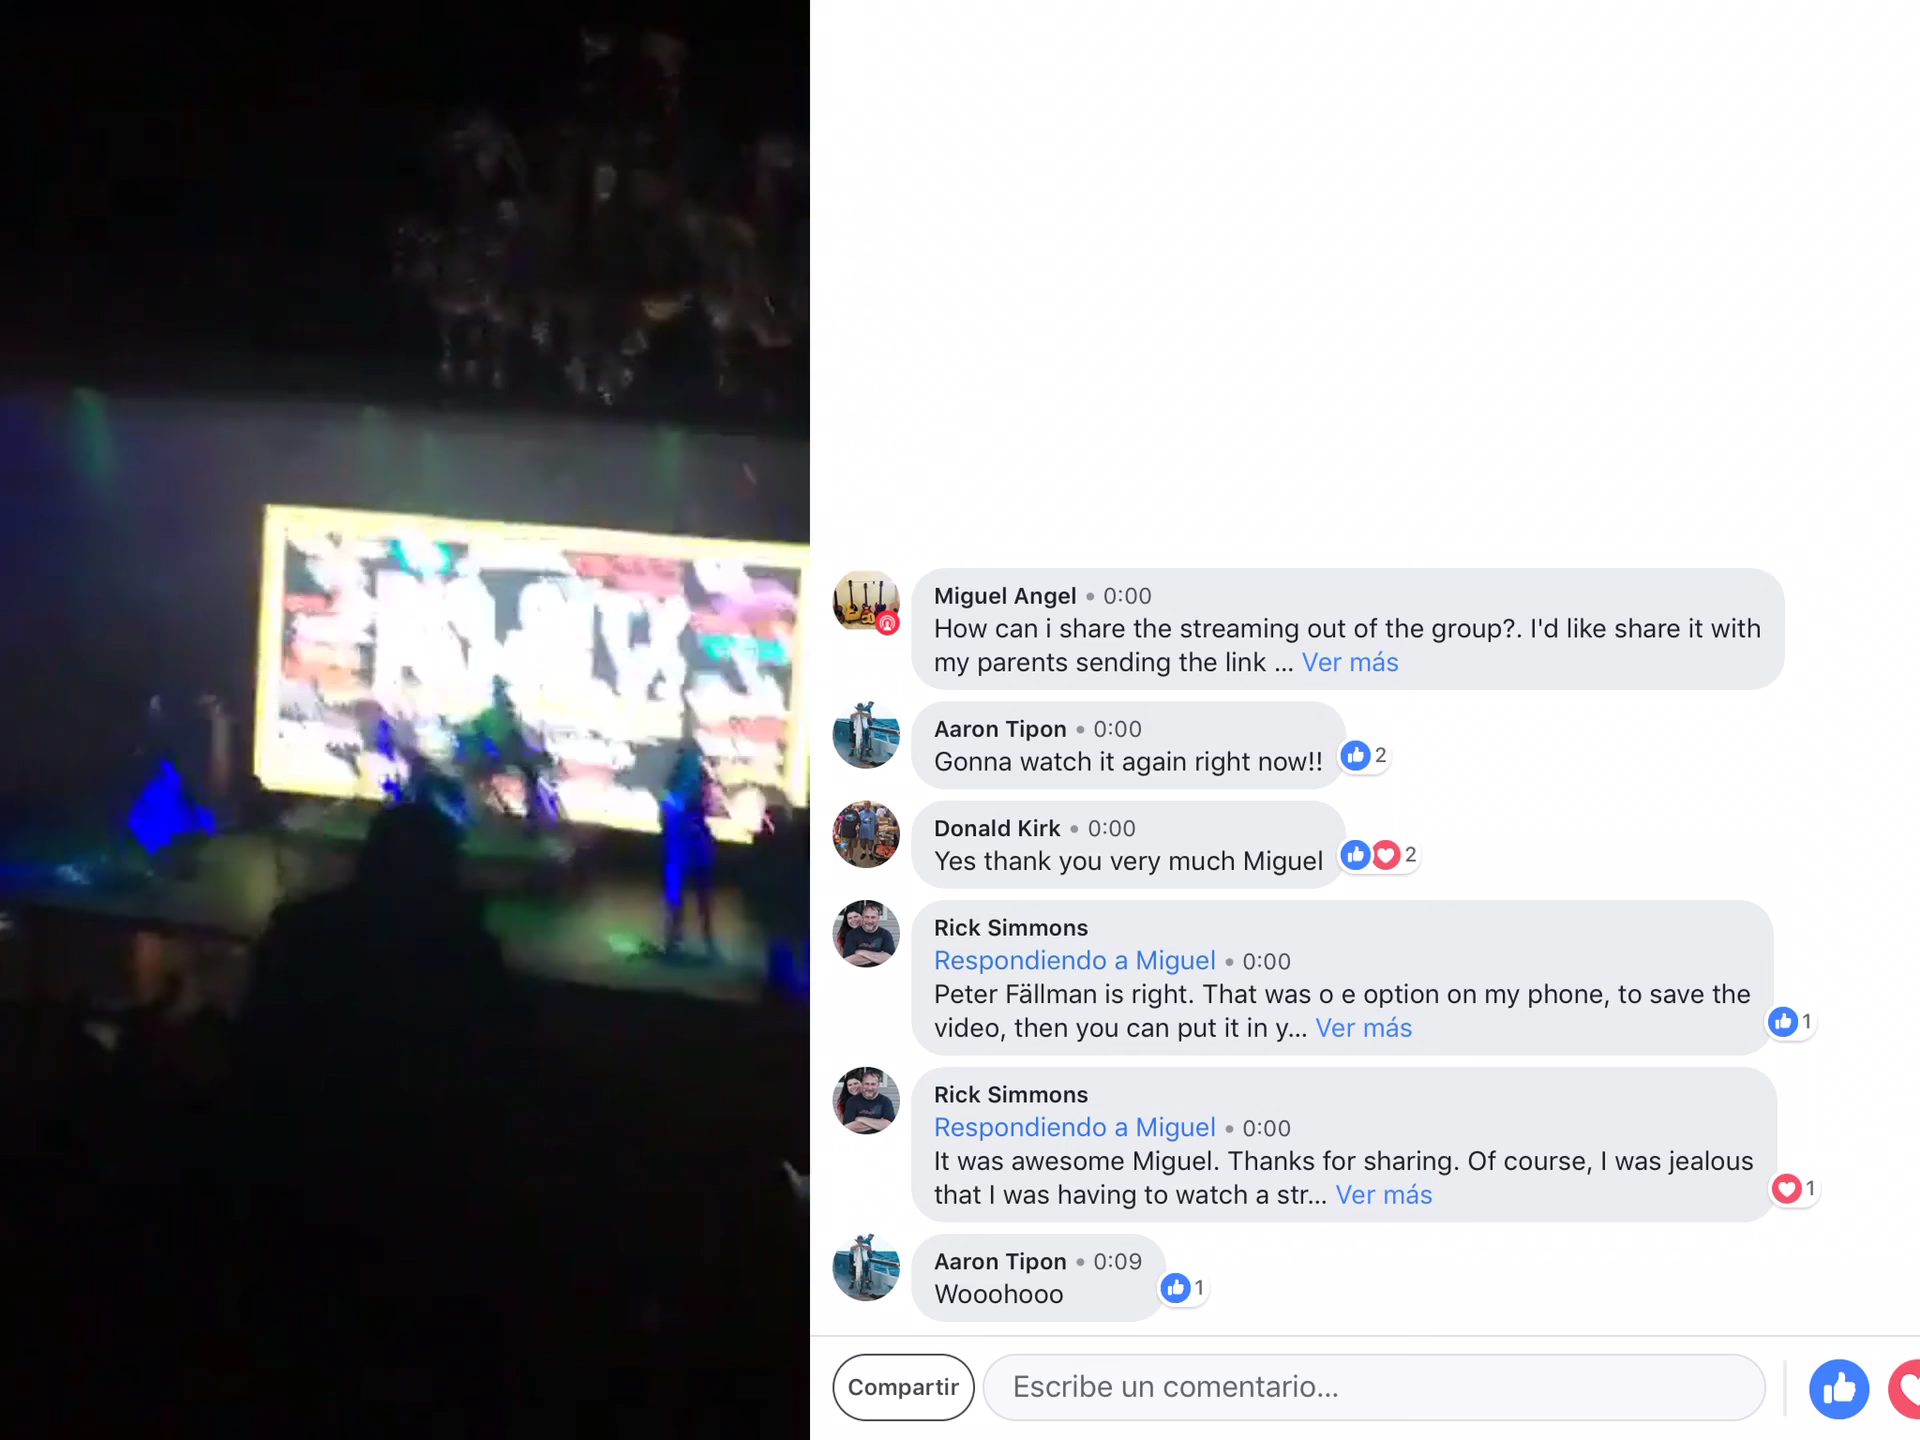 Miguel Angel • 0:00
How can i share the streaming out of the group?. I'd like share it with
my parents sending the link ... Ver más
Aaron Tipon • 0:00
Gonna watch it again right now!!
2
Donald Kirk • 0:00
Yes thank you very much Miguel
2
Rick Simmons
Respondiendo a Miguel • 0:00
Peter Fällman is right. That was o e option on my phone, to save the
video, then you can put it in y... Ver más
1
Rick Simmons
Respondiendo a Miguel • 0:00
It was awesome Miguel. Thanks for sharing. Of course, I was jealous
that I was having to watch a str... Ver más
1
Aaron Tipon • 0:09
Wooohooo
1
Compartir
Escribe un comentario...